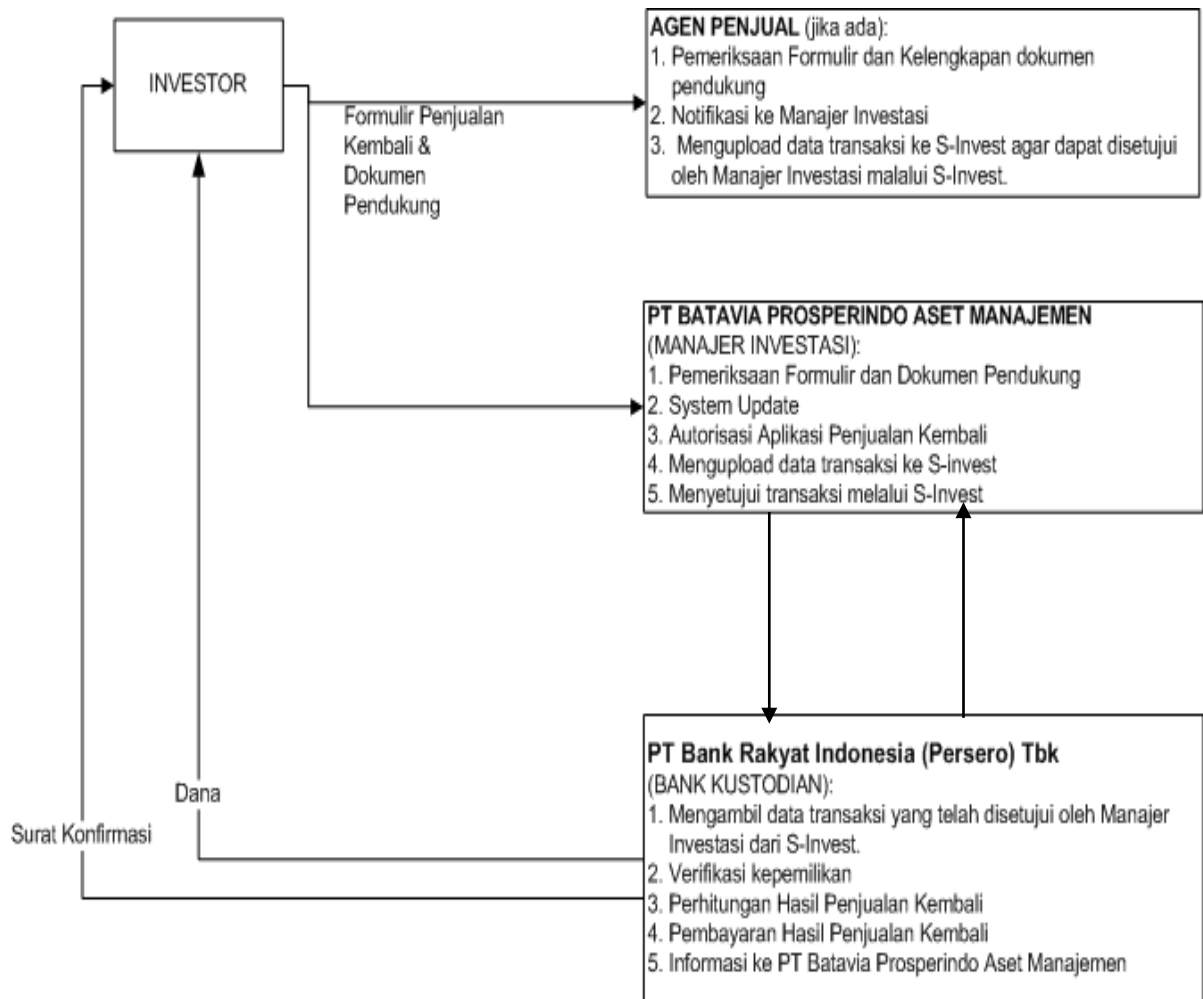 INVESTOR
Formulir Penjualan
Kembali &
Dokumen
Pendukung
AGEN PENJUAL (jika ada):
1. Pemeriksaan Formulir dan Kelengkapan dokumen
pendukung
2. Notifikasi ke Manajer Investasi
3. Mengupload data transaksi ke S-Invest agar dapat disetujui
oleh Manajer Investasi malalui S-Invest.
PT BATAVIA PROSPERINDO ASET MANAJEMEN
(MANAJER INVESTASI):
1. Pemeriksaan Formulir dan Dokumen Pendukung
2. System Update
3. Autorisasi Aplikasi Penjualan Kembali
4. Mengupload data transaksi ke S-invest
5. Menyetujui transaksi melalui S-Invest
PT Bank Rakyat Indonesia (Persero) Tbk
(BANK KUSTODIAN):
1. Mengambil data transaksi yang telah disetujui oleh Manajer
Investasi dari S-Invest.
2. Verifikasi kepemilikan
3. Perhitungan Hasil Penjualan Kembali
4. Pembayaran Hasil Penjualan Kembali
5. Informasi ke PT Batavia Prosperindo Aset Manajemen
Dana
Surat Konfirmasi